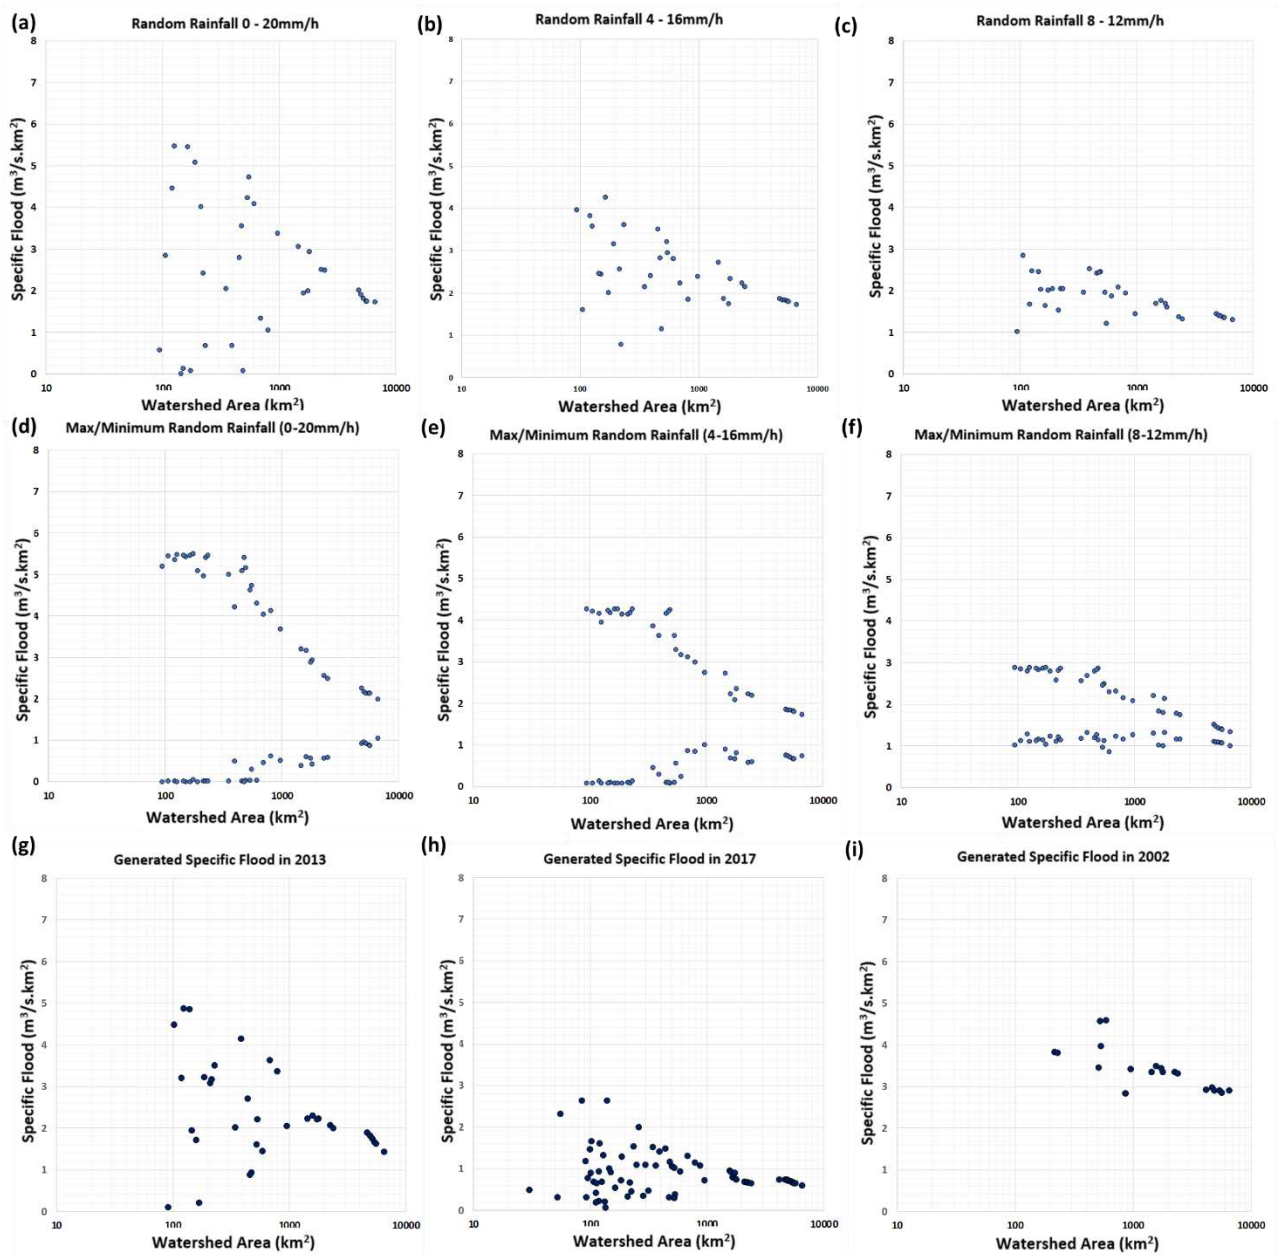 (a)
Random Rainfall 0 - 20mm/h
Specific Flood (m³/s.km²)
8
7
6
5
4
3
2
1
0
10 100 1000 10000
Watershed Area (km²)
(b)
Random Rainfall 4 - 16mm/h
Specific Flood (m³/s.km²)
8
7
6
5
4
3
2
1
0
10 100 1000 10000
Watershed Area (km²)
(c)
Random Rainfall 8 - 12mm/h
Specific Flood (m³/s.km²)
8
7
6
5
4
3
2
1
0
10 100 1000 10000
Watershed Area (km²)
(d)
Max/Minimum Random Rainfall (0-20mm/h)
Specific Flood (m³/s.km²)
8
7
6
5
4
3
2
1
0
10 100 1000 10000
Watershed Area (km²)
(e)
Max/Minimum Random Rainfall (4-16mm/h)
Specific Flood (m³/s.km²)
8
7
6
5
4
3
2
1
0
10 100 1000 10000
Watershed Area (km²)
(f)
Max/Minimum Random Rainfall (8-12mm/h)
Specific Flood (m³/s.km²)
8
7
6
5
4
3
2
1
0
10 100 1000 10000
Watershed Area (km²)
(g)
Generated Specific Flood in 2013
Specific Flood (m³/s.km²)
8
7
6
5
4
3
2
1
0
10 100 1000 10000
Watershed Area (km²)
(h)
Generated Specific Flood in 2017
Specific Flood (m³/s.km²)
8
7
6
5
4
3
2
1
0
10 100 1000 10000
Watershed Area (km²)
(i)
Generated Specific Flood in 2002
Specific Flood (m³/s.km²)
8
7
6
5
4
3
2
1
0
10 100 1000 10000
Watershed Area (km²)